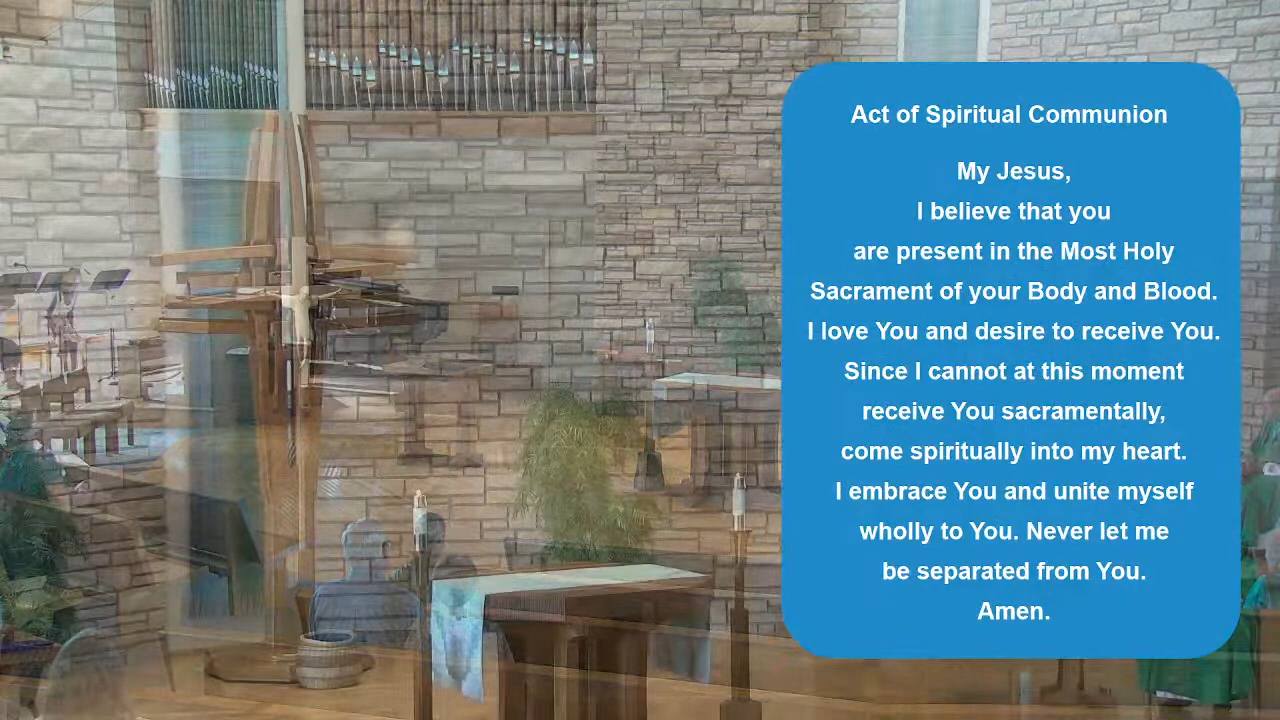 Act of Spiritual Communion
My Jesus,
I believe that you
are present in the Most Holy
Sacrament of your Body and Blood.
I love You and desire to receive You.
Since I cannot at this moment
receive You sacramentally,
come spiritually into my heart.
I embrace You and unite myself
wholly to You. Never let me
be separated from You.
Amen.